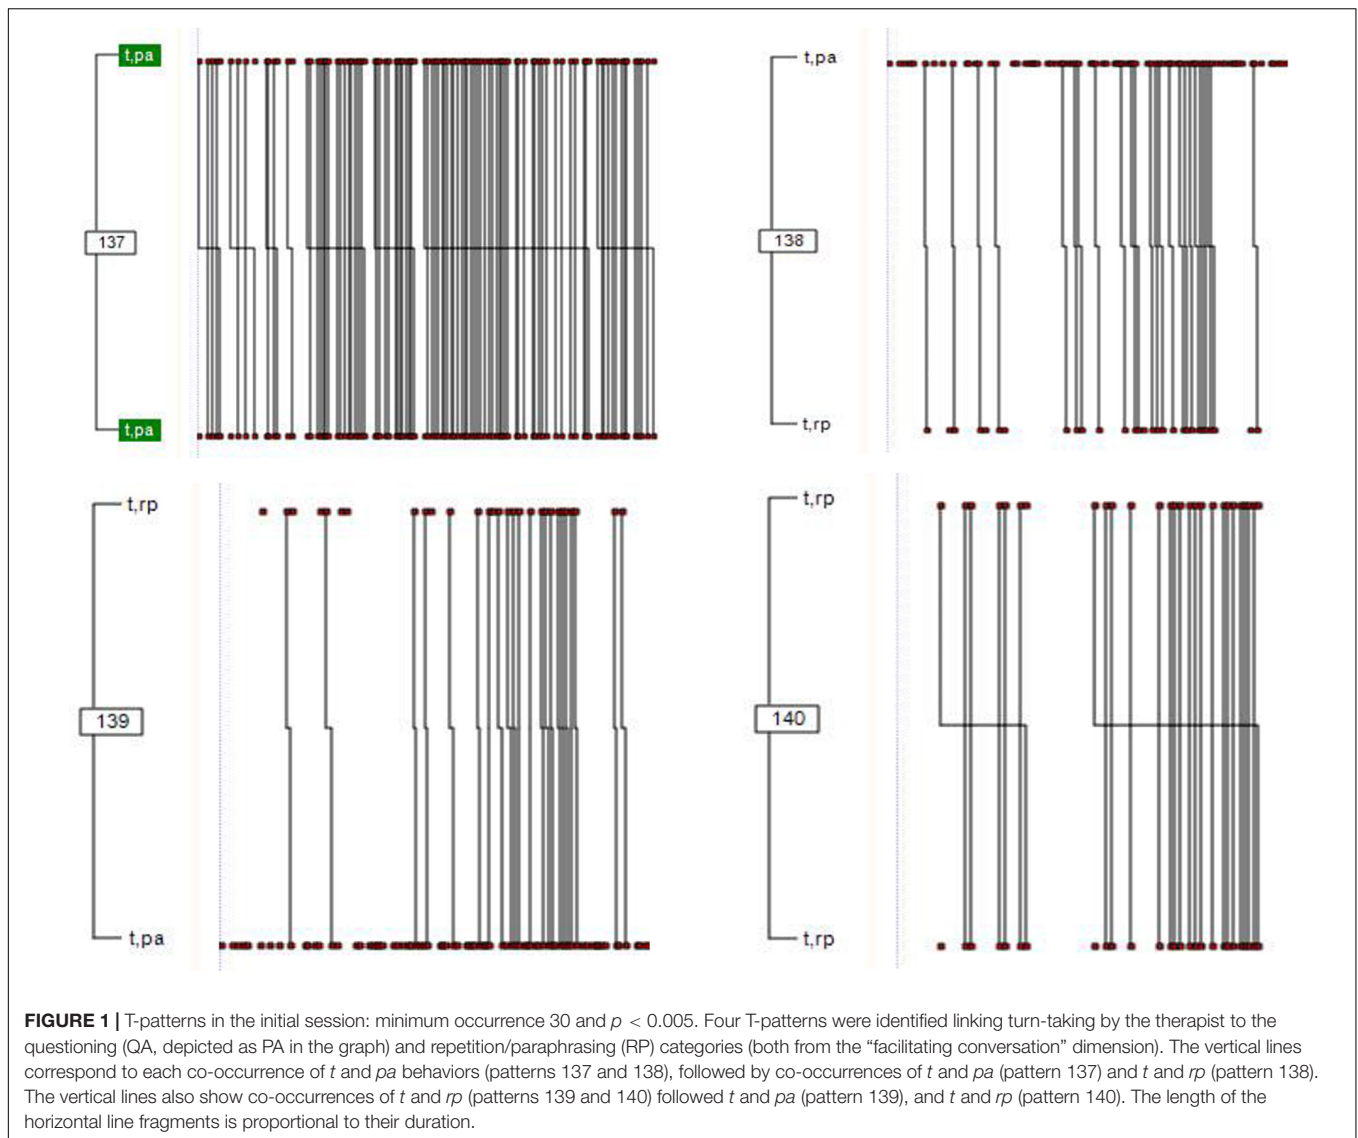 t,pa
137
t,pa
t,pa
138
t,rp
t,rp
139
t,pa
t,rp
140
t,rp
FIGURE 1 | T-patterns in the initial session: minimum occurrence 30 and p < 0.005. Four T-patterns were identified linking turn-taking by the therapist to the
questioning (QA, depicted as PA in the graph) and repetition/paraphrasing (RP) categories (both from the “facilitating conversation” dimension). The vertical lines
correspond to each co-occurrence of t and pa behaviors (patterns 137 and 138), followed by co-occurrences of t and pa (pattern 137) and t and rp (pattern 138).
The vertical lines also show co-occurrences of t and rp (patterns 139 and 140) followed t and pa (pattern 139), and t and rp (pattern 140). The length of the
horizontal line fragments is proportional to their duration.